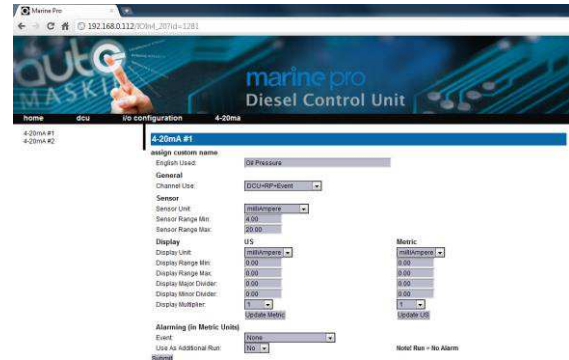 Marine Pro
192.168.0.112/IOIn4_20?id=1281
auto
MASKIN
marine pro
Diesel Control Unit
home dcu i/o configuration 4-20ma
4-20mA #1
4-20mA #2
4-20mA #1
assign custom name
English Used: Oil Pressure
General
Channel Use: DCU+RP+Event
Sensor
Sensor Unit: milliAmpere
Sensor Range Min: 4.00
Sensor Range Max: 20.00
Display US Metric
Display Unit: milliAmpere milliAmpere
Display Range Min: 0.00 0.00
Display Range Max: 0.00 0.00
Display Major Divider: 0.00 0.00
Display Minor Divider: 0.00 0.00
Display Multiplier: 1 1
Update Metric Update US
Alarming (in Metric Units)
Event: None
Use As Additional Run: No Note! Run = No Alarm
Submit